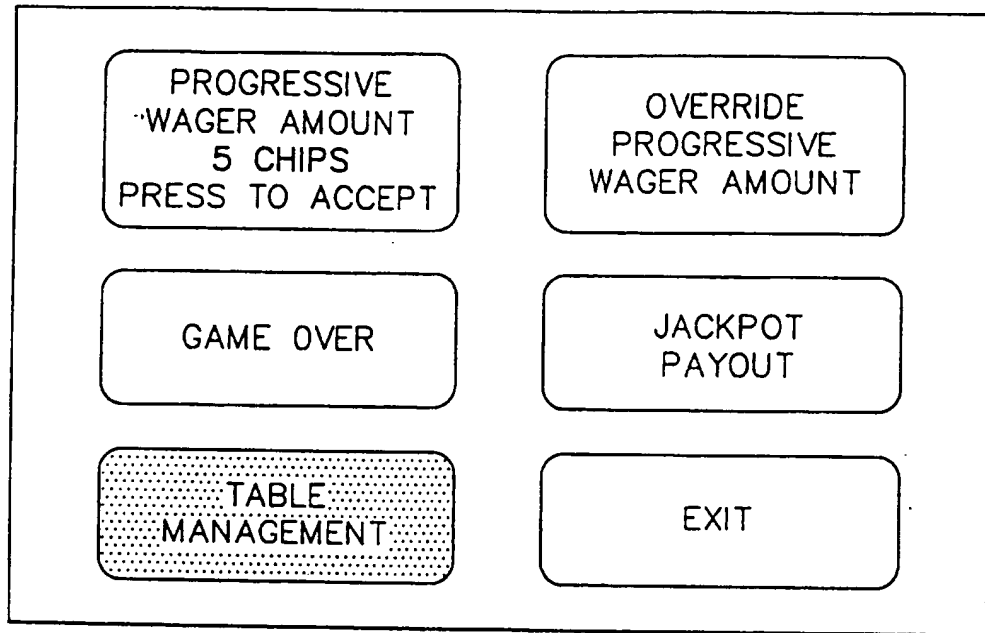 PROGRESSIVE
WAGER AMOUNT
5 CHIPS
PRESS TO ACCEPT
OVERRIDE
PROGRESSIVE
WAGER AMOUNT
GAME OVER
JACKPOT
PAYOUT
TABLE
MANAGEMENT
EXIT